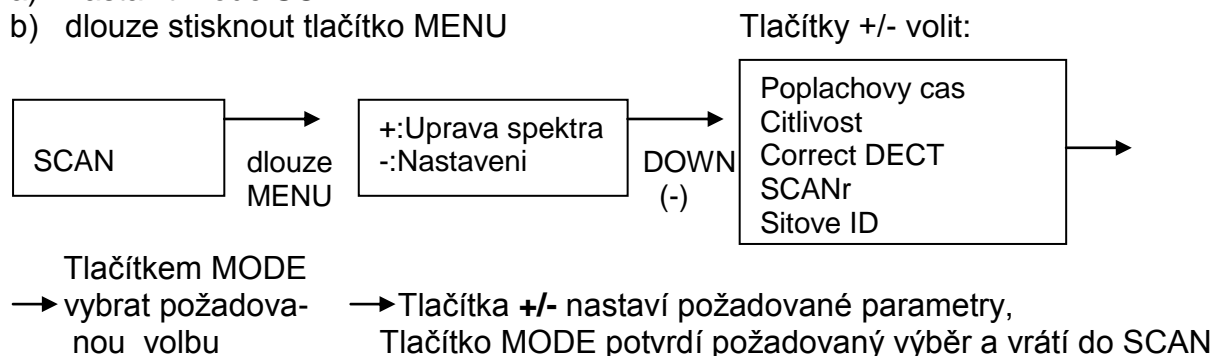 b) dlouze stisknout tlačítko MENU
Tlačítky +/- volit:
SCAN
dlouze
MENU
+:Uprava spektra
-:Nastaveni
DOWN
(-)
Poplachovy cas
Citlivost
Correct DECT
SCANr
Sitove ID
Tlačítkem MODE
vybrat požadova-
nou volbu
Tlačítka +/- nastaví požadované parametry,
Tlačítko MODE potvrdí požadovaný výběr a vrátí do SCAN